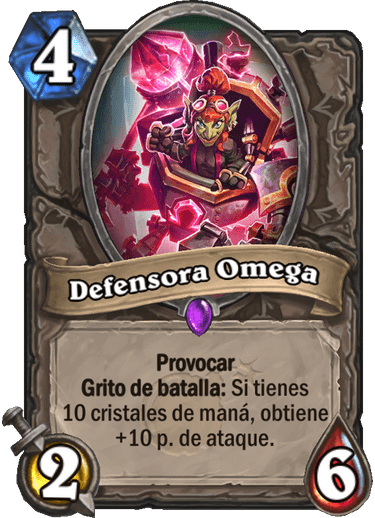 4
Defensora Omega
Provocar
Grito de batalla: Si tienes
10 cristales de maná, obtiene
+10 p. de ataque.
2
6